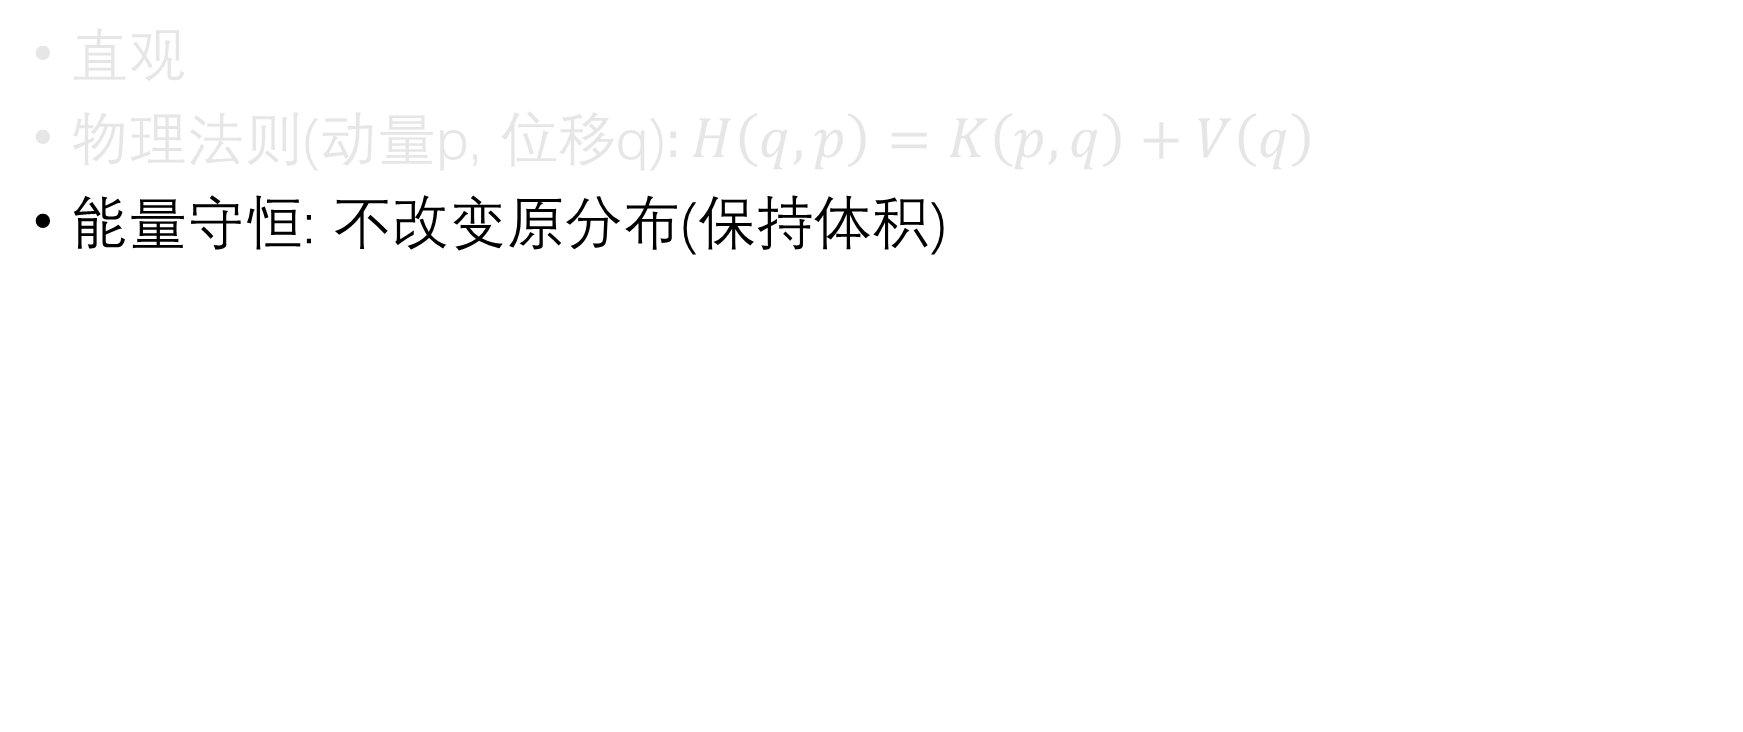 • 直观
• 物理法则(动量p, 位移q): H(q,p) = K(p,q) + V(q)
• 能量守恒: 不改变原分布(保持体积)